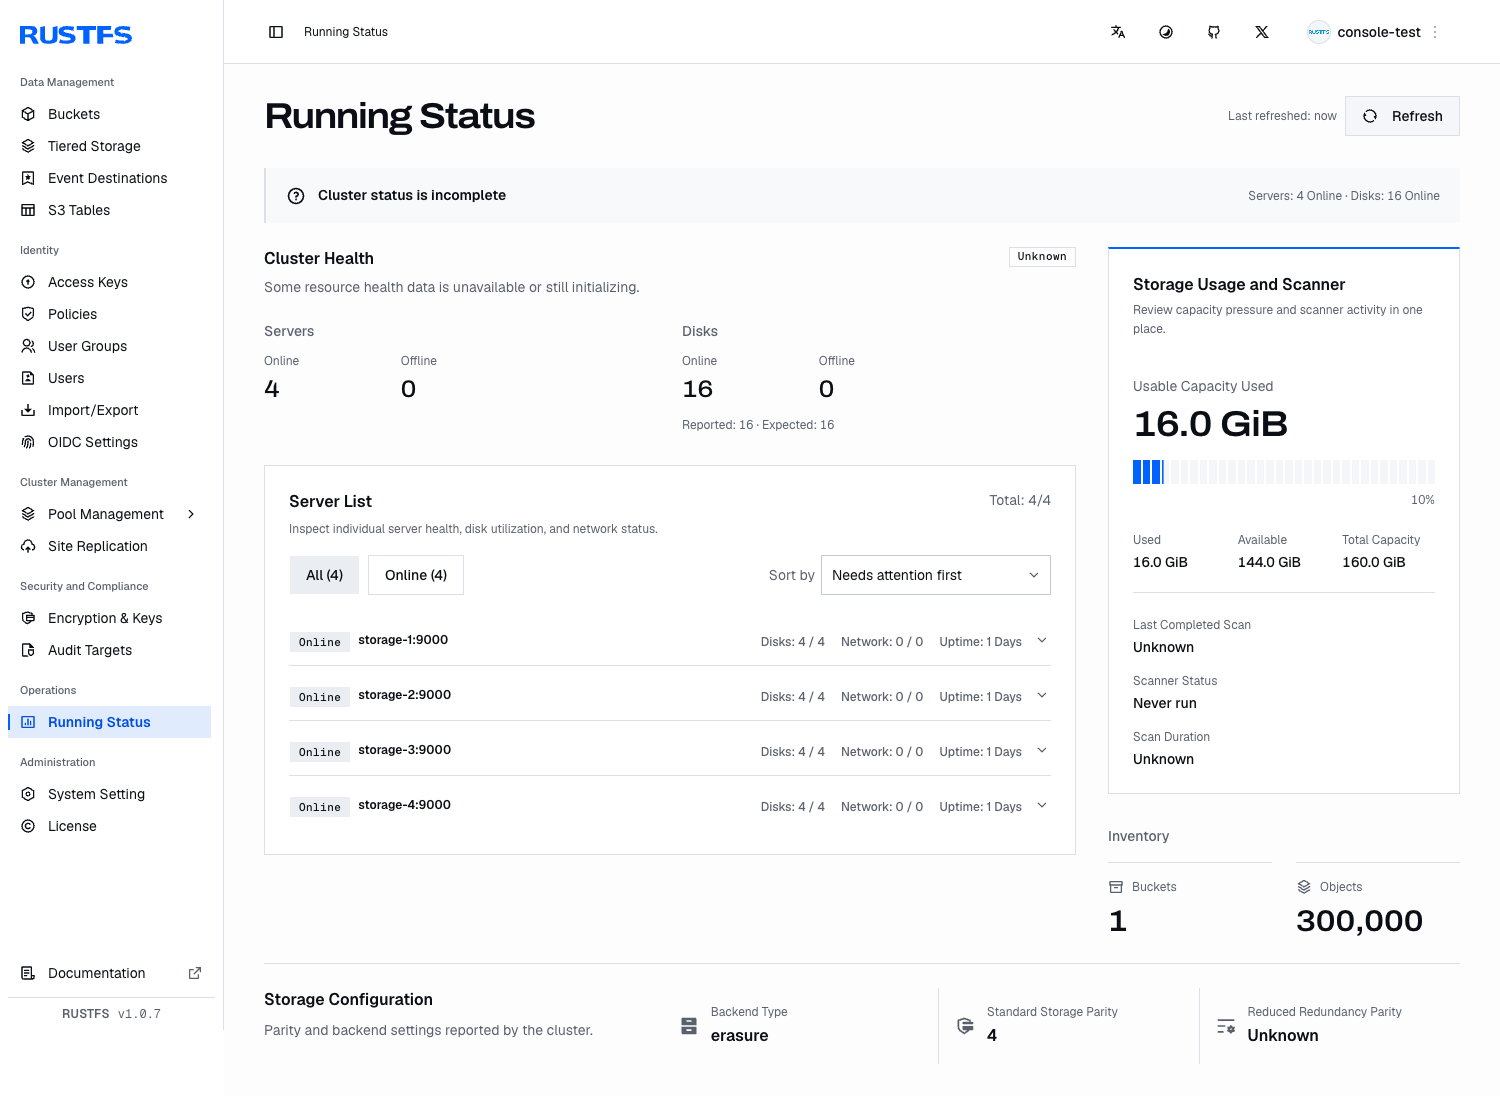 RUSTFS
Data Management
Buckets
Tiered Storage
Event Destinations
S3 Tables
Identity
Access Keys
Policies
User Groups
Users
Import/Export
OIDC Settings
Cluster Management
Pool Management
Site Replication
Security and Compliance
Encryption & Keys
Audit Targets
Operations
Running Status
Administration
System Setting
License
Documentation
RUSTFS v1.0.7
Running Status
RUSTFS
console-test
Running Status
Last refreshed: now
Refresh
Cluster status is incomplete
Servers: 4 Online · Disks: 16 Online
Cluster Health
Unknown
Some resource health data is unavailable or still initializing.
Servers
Online
4
Offline
0
Disks
Online
16
Offline
0
Reported: 16 · Expected: 16
Server List
Total: 4/4
Inspect individual server health, disk utilization, and network status.
All (4)
Online (4)
Sort by
Needs attention first
Online storage-1:9000 Disks: 4 / 4 Network: 0 / 0 Uptime: 1 Days
Online storage-2:9000 Disks: 4 / 4 Network: 0 / 0 Uptime: 1 Days
Online storage-3:9000 Disks: 4 / 4 Network: 0 / 0 Uptime: 1 Days
Online storage-4:9000 Disks: 4 / 4 Network: 0 / 0 Uptime: 1 Days
Storage Usage and Scanner
Review capacity pressure and scanner activity in one
place.
Usable Capacity Used
16.0 GiB
10%
Used
16.0 GiB
Available
144.0 GiB
Total Capacity
160.0 GiB
Last Completed Scan
Unknown
Scanner Status
Never run
Scan Duration
Unknown
Inventory
Buckets
1
Objects
300,000
Storage Configuration
Parity and backend settings reported by the cluster.
Backend Type
erasure
Standard Storage Parity
4
Reduced Redundancy Parity
Unknown